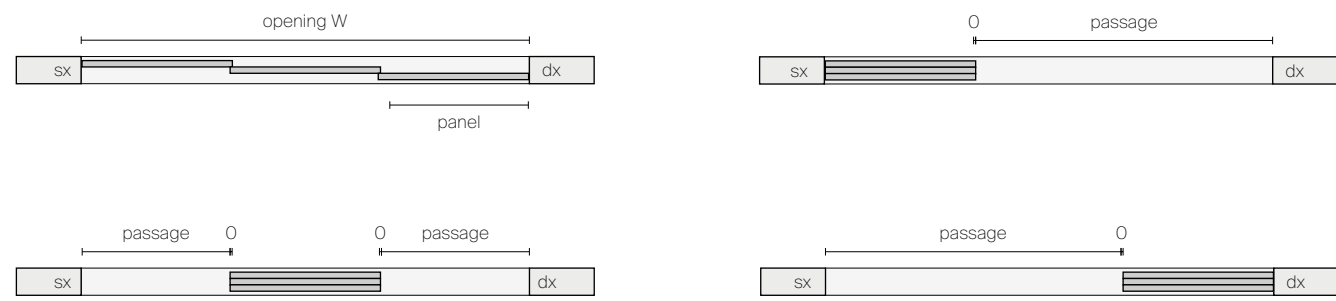 opening W
sx dx
panel
0 passage
sx dx
passage 0 0 passage
sx dx
passage 0
sx dx